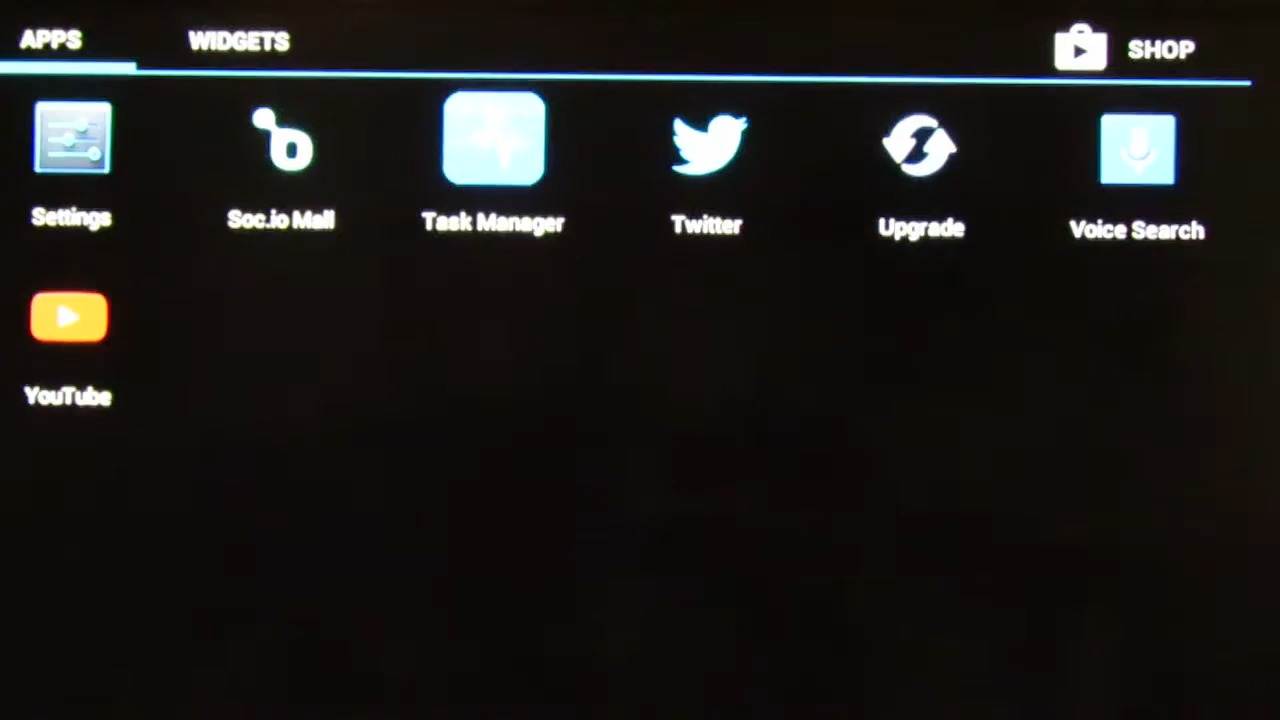 APPS WIDGETS SHOP
Settings Soc.io Mall Task Manager Twitter Upgrade Voice Search
YouTube